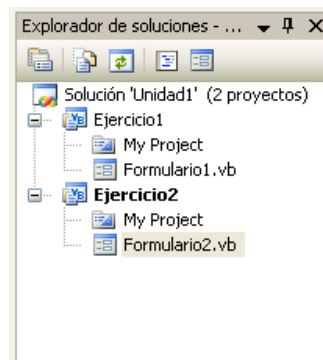 Explorador de soluciones - ...
Solución 'Unidad1' (2 proyectos)
Ejercicio1
My Project
Formulario1.vb
Ejercicio2
My Project
Formulario2.vb